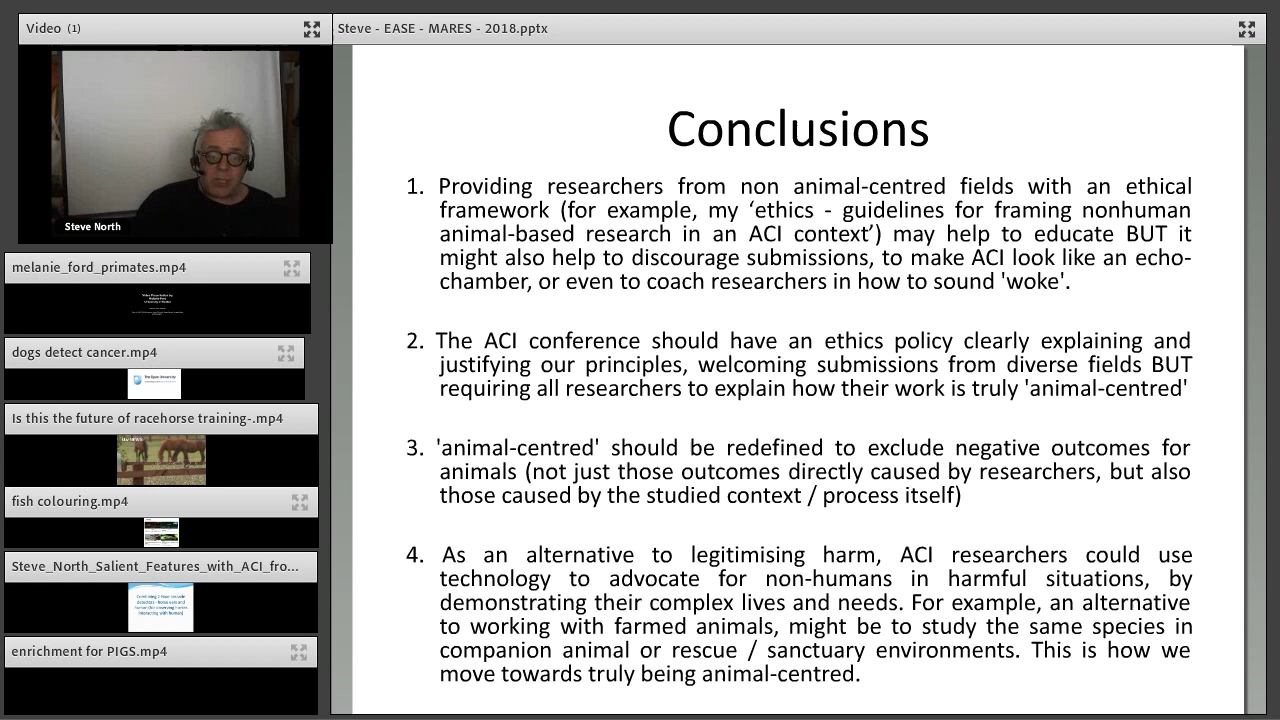 Video (1)
Steve North
melanie_ford_primates.mp4
dogs detect cancer.mp4
The Open University
Is this the future of racehorse training-.mp4
fish colouring.mp4
Steve_North_Salient_Features_with_ACI_fro...
enrichment for PIGS.mp4
Steve - EASE - MARES - 2018.pptx
Conclusions
1. Providing researchers from non animal-centred fields with an ethical
framework (for example, my ‘ethics - guidelines for framing nonhuman
animal-based research in an ACI context’) may help to educate BUT it
might also help to discourage submissions, to make ACI look like an echo-
chamber, or even to coach researchers in how to sound 'woke'.
2. The ACI conference should have an ethics policy clearly explaining and
justifying our principles, welcoming submissions from diverse fields BUT
requiring all researchers to explain how their work is truly 'animal-centred'
3. 'animal-centred' should be redefined to exclude negative outcomes for
animals (not just those outcomes directly caused by researchers, but also
those caused by the studied context / process itself)
4. As an alternative to legitimising harm, ACI researchers could use
technology to advocate for non-humans in harmful situations, by
demonstrating their complex lives and needs. For example, an alternative
to working with farmed animals, might be to study the same species in
companion animal or rescue / sanctuary environments. This is how we
move towards truly being animal-centred.